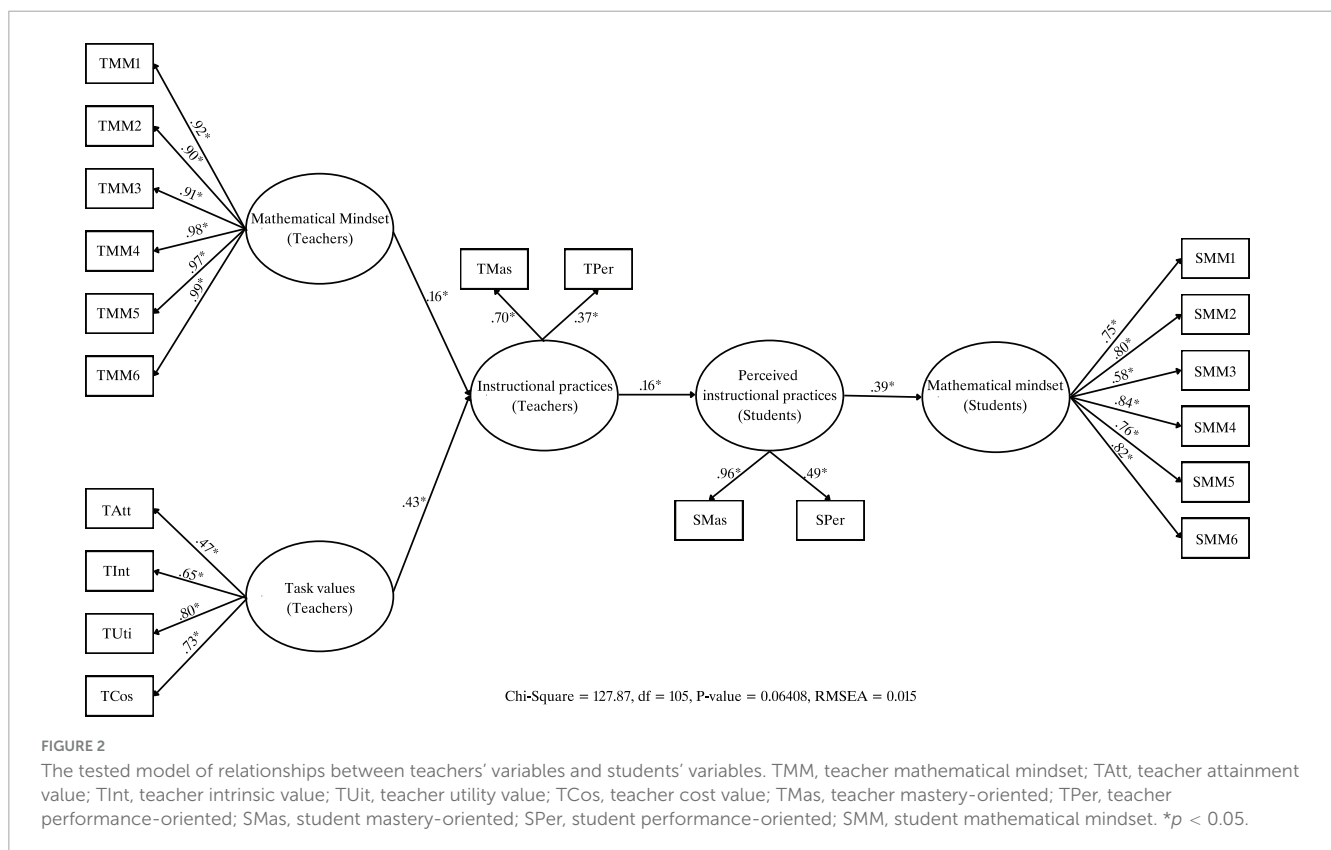 TMM1
TMM2
TMM3
TMM4
TMM5
TMM6
.92*
.90*
.91*
.98*
.97*
.99*
Mathematical Mindset
(Teachers)
.16*
TMas
TPer
.70*
.37*
Instructional practices
(Teachers)
.16*
Perceived
instructional practices
(Students)
.39*
Mathematical mindset
(Students)
.96*
.49*
SMas
SPer
.75*
.80*
.58*
.84*
.76*
.82*
SMM1
SMM2
SMM3
SMM4
SMM5
SMM6
TAtt
TInt
TUti
TCos
.47*
.65*
.80*
.73*
Task values
(Teachers)
.43*
Chi-Square = 127.87, df = 105, P-value = 0.06408, RMSEA = 0.015
FIGURE 2
The tested model of relationships between teachers' variables and students' variables. TMM, teacher mathematical mindset; TAtt, teacher attainment
value; TInt, teacher intrinsic value; TUit, teacher utility value; TCos, teacher cost value; TMas, teacher mastery-oriented; TPer, teacher
performance-oriented; SMas, student mastery-oriented; SPer, student performance-oriented; SMM, student mathematical mindset. *p < 0.05.